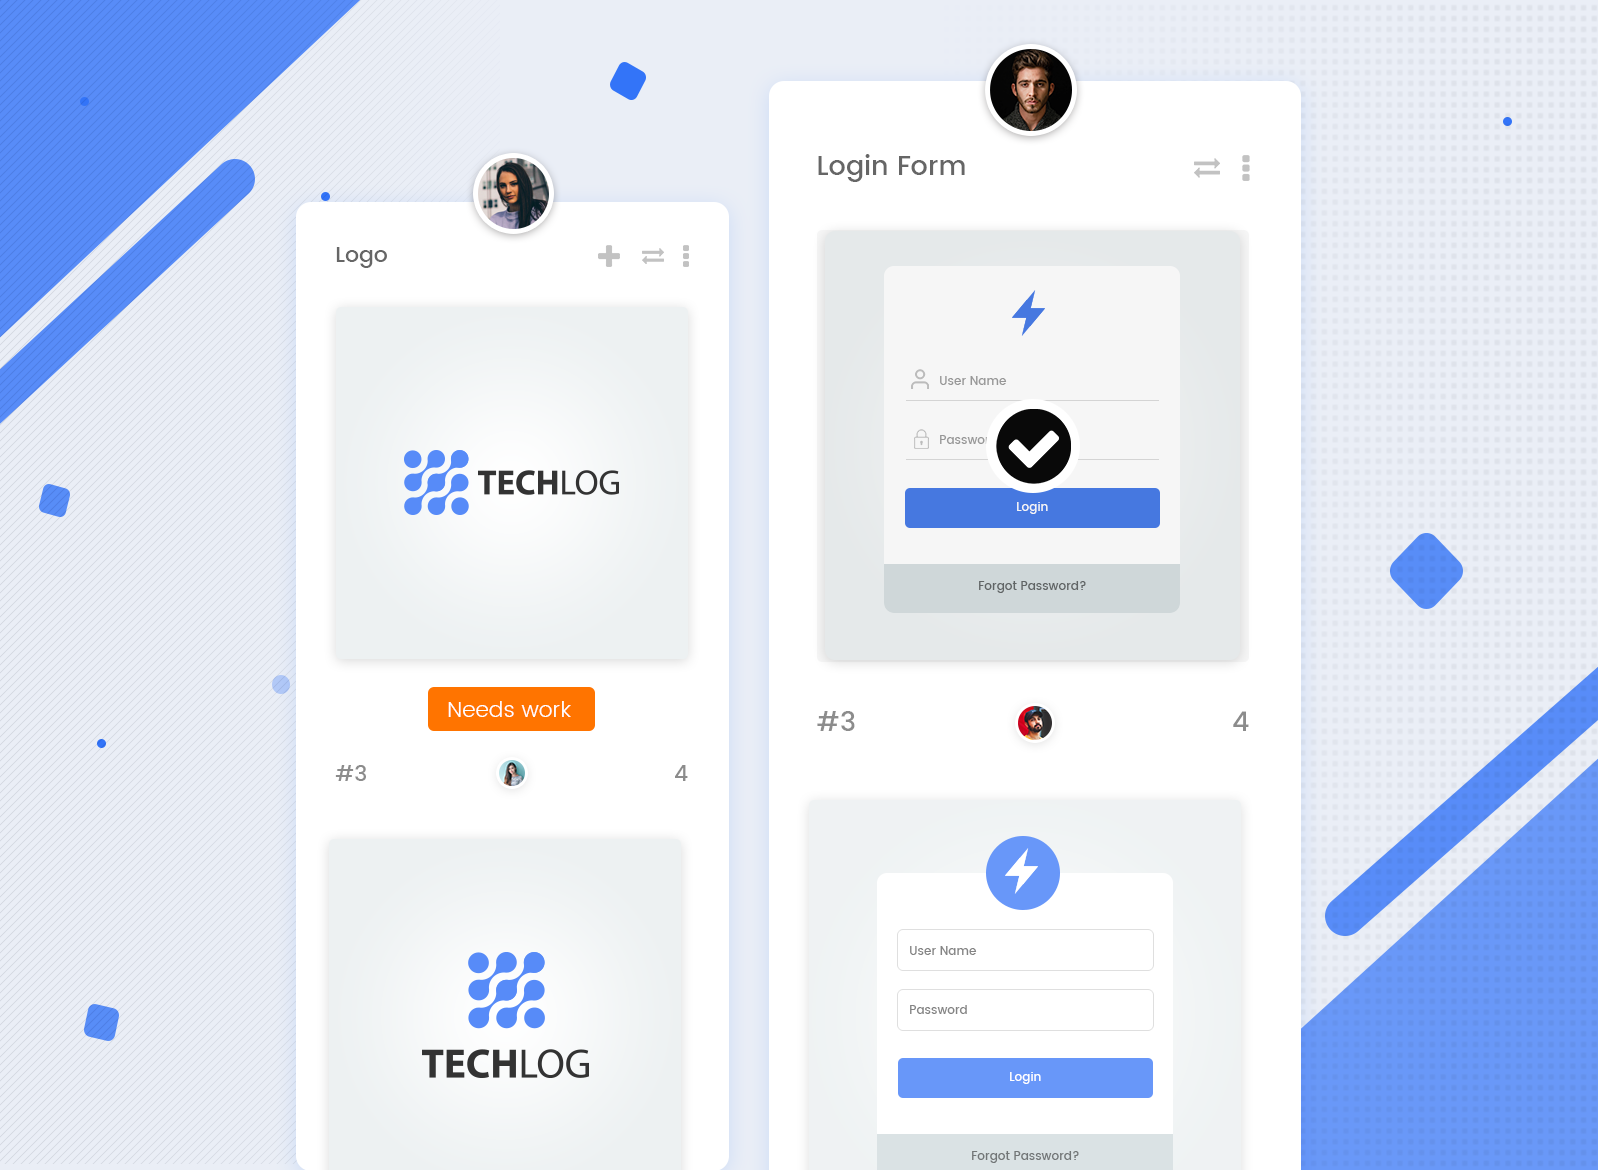 Logo
TECHLOG
Needs work
#3
4
TECHLOG
Login Form
User Name
Passwo
Login
Forgot Password?
#3
4
User Name
Password
Login
Forgot Password?